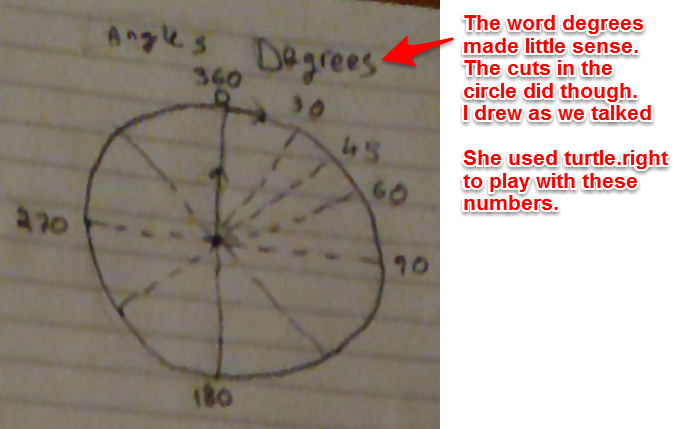 Angles
Degrees
360
0
30
45
60
90
180
270
The word degrees
made little sense.
The cuts in the
circle did though.
I drew as we talked
She used turtle.right
to play with these
numbers.